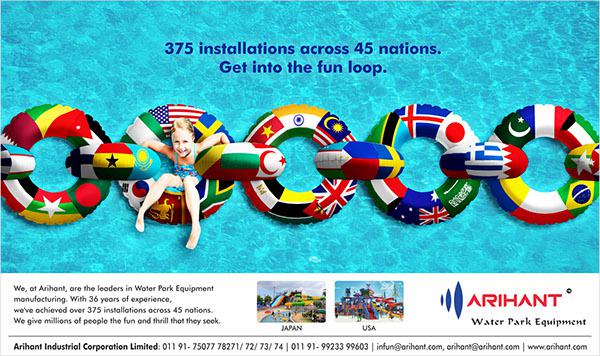 375 installations across 45 nations.
Get into the fun loop.
We, at Arihant, are the leaders in Water Park Equipment
manufacturing. With 36 years of experience,
we've achieved over 375 installations across 45 nations.
We give millions of people the fun and thrill that they seek.
JAPAN
USA
ARIHANT
Water Park Equipment
Arihant Industrial Corporation Limited: 011 91- 75077 78271/ 72/ 73/ 74 | 011 91- 99233 99603 | infun@arihant.com, arihant@arihant.com | www.arihant.com